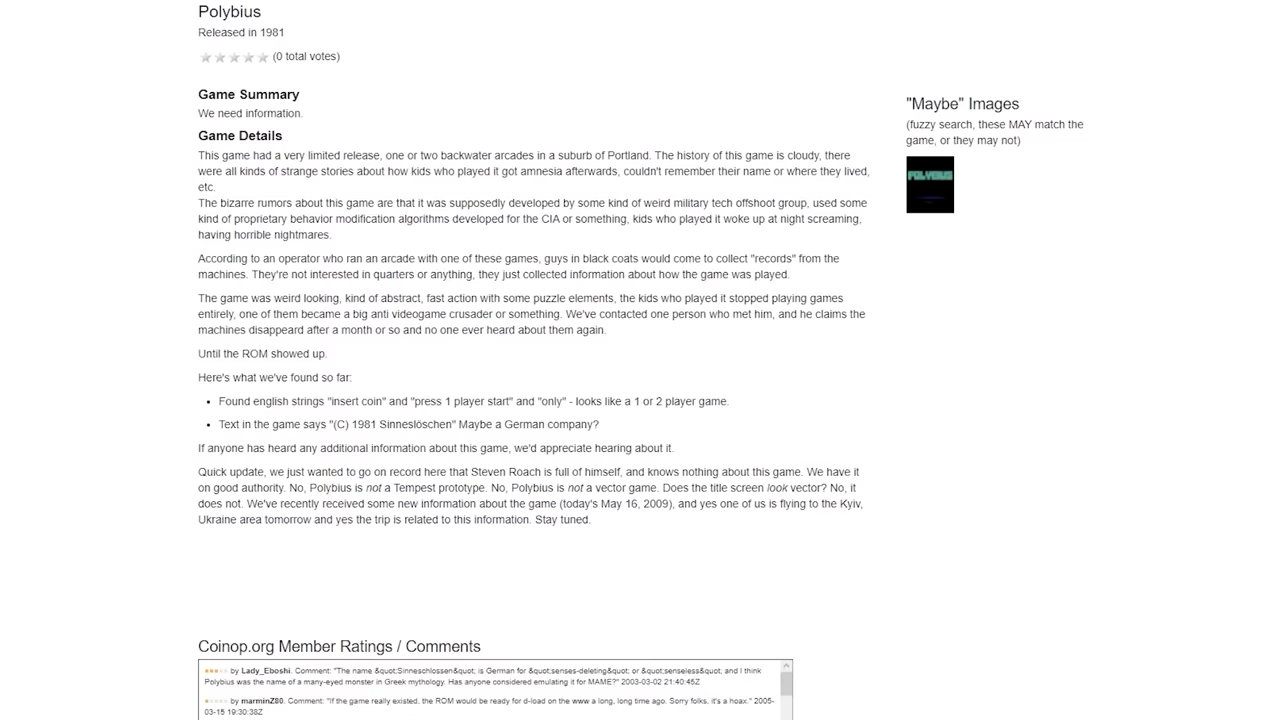 Polybius
Released in 1981
(0 total votes)
Game Summary
We need information.
Game Details
This game had a very limited release, one or two backwater arcades in a suburb of Portland. The history of this game is cloudy, there
were all kinds of strange stories about how kids who played it got amnesia afterwards, couldn't remember their name or where they lived,
etc.
The bizarre rumors about this game are that it was supposedly developed by some kind of weird military tech offshoot group, used some
kind of proprietary behavior modification algorithms developed for the CIA or something, kids who played it woke up at night screaming,
having horrible nightmares.
According to an operator who ran an arcade with one of these games, guys in black coats would come to collect "records" from the
machines. They're not interested in quarters or anything, they just collected information about how the game was played.
The game was weird looking, kind of abstract, fast action with some puzzle elements, the kids who played it stopped playing games
entirely, one of them became a big anti videogame crusader or something. We've contacted one person who met him, and he claims the
machines disappeared after a month or so and no one ever heard about them again.
Until the ROM showed up.
Here's what we've found so far:
• Found english strings "insert coin" and "press 1 player start" and "only" - looks like a 1 or 2 player game.
• Text in the game says "(C) 1981 Sinneslöschen" Maybe a German company?
If anyone has heard any additional information about this game, we'd appreciate hearing about it.
Quick update, we just wanted to go on record here that Steven Roach is full of himself, and knows nothing about this game. We have it
on good authority. No, Polybius is not a Tempest prototype. No, Polybius is not a vector game. Does the title screen look vector? No, it
does not. We've recently received some new information about the game (today's May 16, 2009), and yes one of us is flying to the Kyiv,
Ukraine area tomorrow and yes the trip is related to this information. Stay tuned.
"Maybe" Images
(fuzzy search, these MAY match the
game, or they may not)
POLYBIUS
Coinop.org Member Ratings / Comments
by Lady_Eboshi. Comment: "The name &quot;Sinneschlossen&quot; is German for &quot;senses-deleting&quot; or &quot;senseless&quot; and I think
Polybius was the name of a many-eyed monster in Greek mythology. Has anyone considered emulating it for MAME?" 2003-03-02 21:40:45Z
by marminZ80. Comment: "If the game really existed, the ROM would be ready for d-load on the www a long, long time ago. Sorry folks, it's a hoax." 2005-
03-15 19:30:38Z